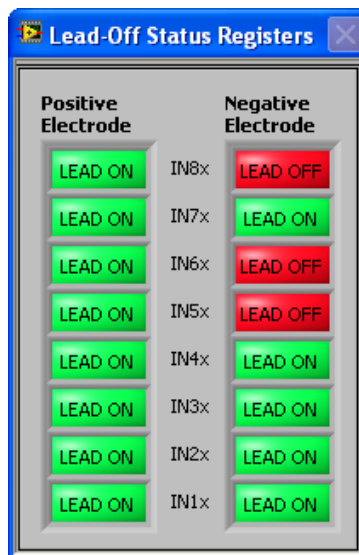 Lead-Off Status Registers
Positive Negative
Electrode Electrode
LEAD ON IN8x LEAD OFF
LEAD ON IN7x LEAD ON
LEAD ON IN6x LEAD OFF
LEAD ON IN5x LEAD OFF
LEAD ON IN4x LEAD ON
LEAD ON IN3x LEAD ON
LEAD ON IN2x LEAD ON
LEAD ON IN1x LEAD ON